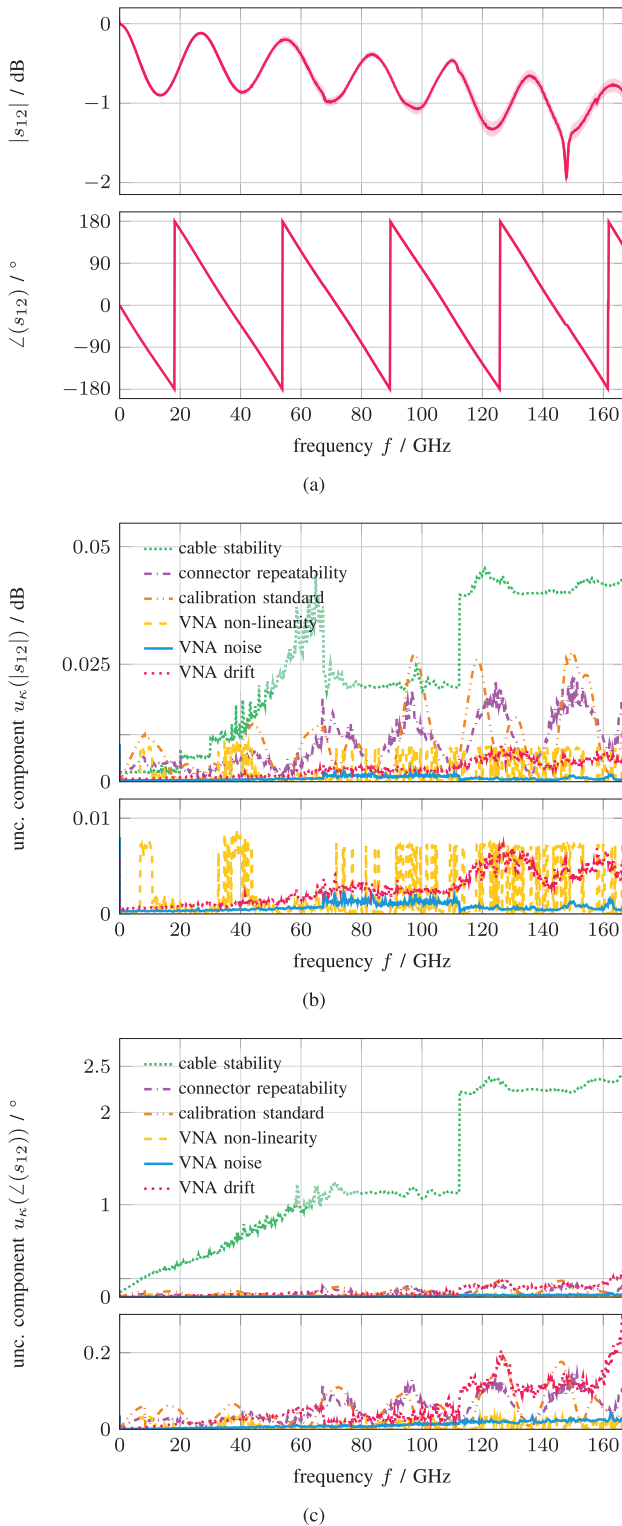 0
−1
−2
|s12| / dB
180
90
0
−90
−180
∠(s12) / °
0 20 40 60 80 100 120 140 160
frequency f / GHz
(a)
0.05
0.025
0
cable stability
connector repeatability
calibration standard
VNA non-linearity
VNA noise
VNA drift
unc. component uκ(|s12|) / dB
0.01
0
0 20 40 60 80 100 120 140 160
frequency f / GHz
(b)
2.5
2
1
0
cable stability
connector repeatability
calibration standard
VNA non-linearity
VNA noise
VNA drift
unc. component uκ(∠(s12)) / °
0.2
0
0 20 40 60 80 100 120 140 160
frequency f / GHz
(c)